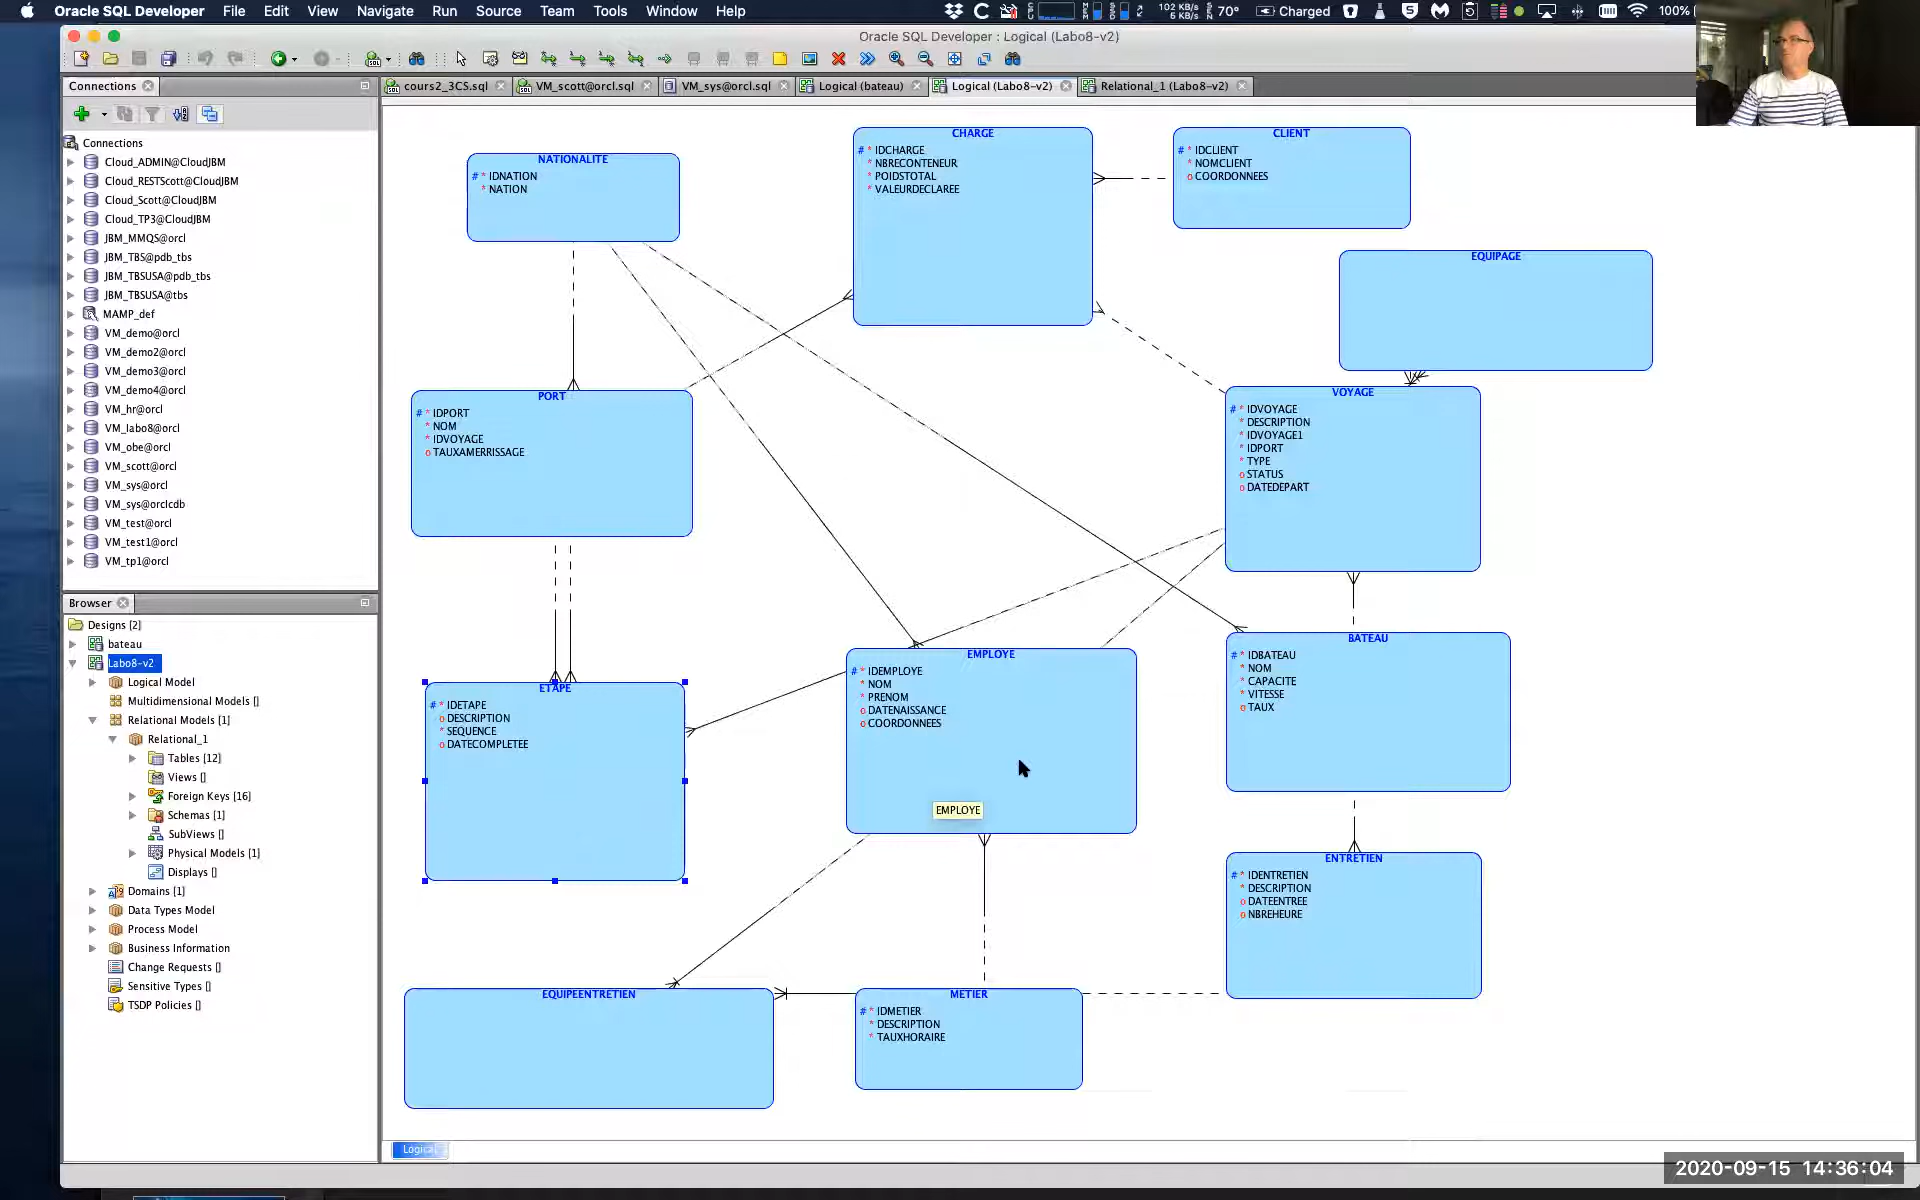 Oracle SQL Developer File Edit View Navigate Run Source Team Tools Window Help
102 KB/s
6 KB/s
70° Charged 100%
Oracle SQL Developer : Logical (Labo8-v2)
Connections
cours2_3CS.sql VM_scott@orcl.sql VM_sys@orcl.sql Logical (bateau) Logical (Labo8-v2) Relational_1 (Labo8-v2)
Connections
Cloud_ADMIN@CloudJBM
Cloud_RESTScott@CloudJBM
Cloud_Scott@CloudJBM
Cloud_TP3@CloudJBM
JBM_MMQS@orcl
JBM_TBS@pdb_tbs
JBM_TBSUSA@pdb_tbs
JBM_TBSUSA@tbs
MAMP_def
VM_demo@orcl
VM_demo2@orcl
VM_demo3@orcl
VM_demo4@orcl
VM_hr@orcl
VM_labo8@orcl
VM_obe@orcl
VM_scott@orcl
VM_sys@orcl
VM_sys@orclcdb
VM_test@orcl
VM_test1@orcl
VM_tp1@orcl
Browser
Designs [2]
bateau
Labo8-v2
Logical Model
Multidimensional Models []
Relational Models [1]
Relational_1
Tables [12]
Views []
Foreign Keys [16]
Schemas [1]
SubViews []
Physical Models [1]
Displays []
Domains [1]
Data Types Model
Process Model
Business Information
Change Requests []
Sensitive Types []
TSDP Policies []
NATIONALITE
# * IDNATION
* NATION
CHARGE
# * IDCHARGE
* NBRECONTENEUR
* POIDSTOTAL
* VALEURDECLAREE
CLIENT
# * IDCLIENT
* NOMCLIENT
o COORDONNEES
EQUIPAGE
PORT
# * IDPORT
* NOM
* IDVOYAGE
o TAUXAMERRISSAGE
VOYAGE
# * IDVOYAGE
* DESCRIPTION
* IDVOYAGE1
* IDPORT
* TYPE
o STATUS
o DATEDEPART
ETAPE
# * IDETAPE
o DESCRIPTION
* SEQUENCE
o DATECOMPLETEE
EMPLOYE
# * IDEMPLOYE
* NOM
* PRENOM
o DATENAISSANCE
o COORDONNEES
EMPLOYE
BATEAU
# * IDBATEAU
* NOM
* CAPACITE
* VITESSE
o TAUX
ENTRETIEN
# * IDENTRETIEN
* DESCRIPTION
o DATEENTREE
o NBREHEURE
EQUIPEENTRETIEN
METIER
# * IDMETIER
* DESCRIPTION
* TAUXHORAIRE
Logical
2020-09-15 14:36:04